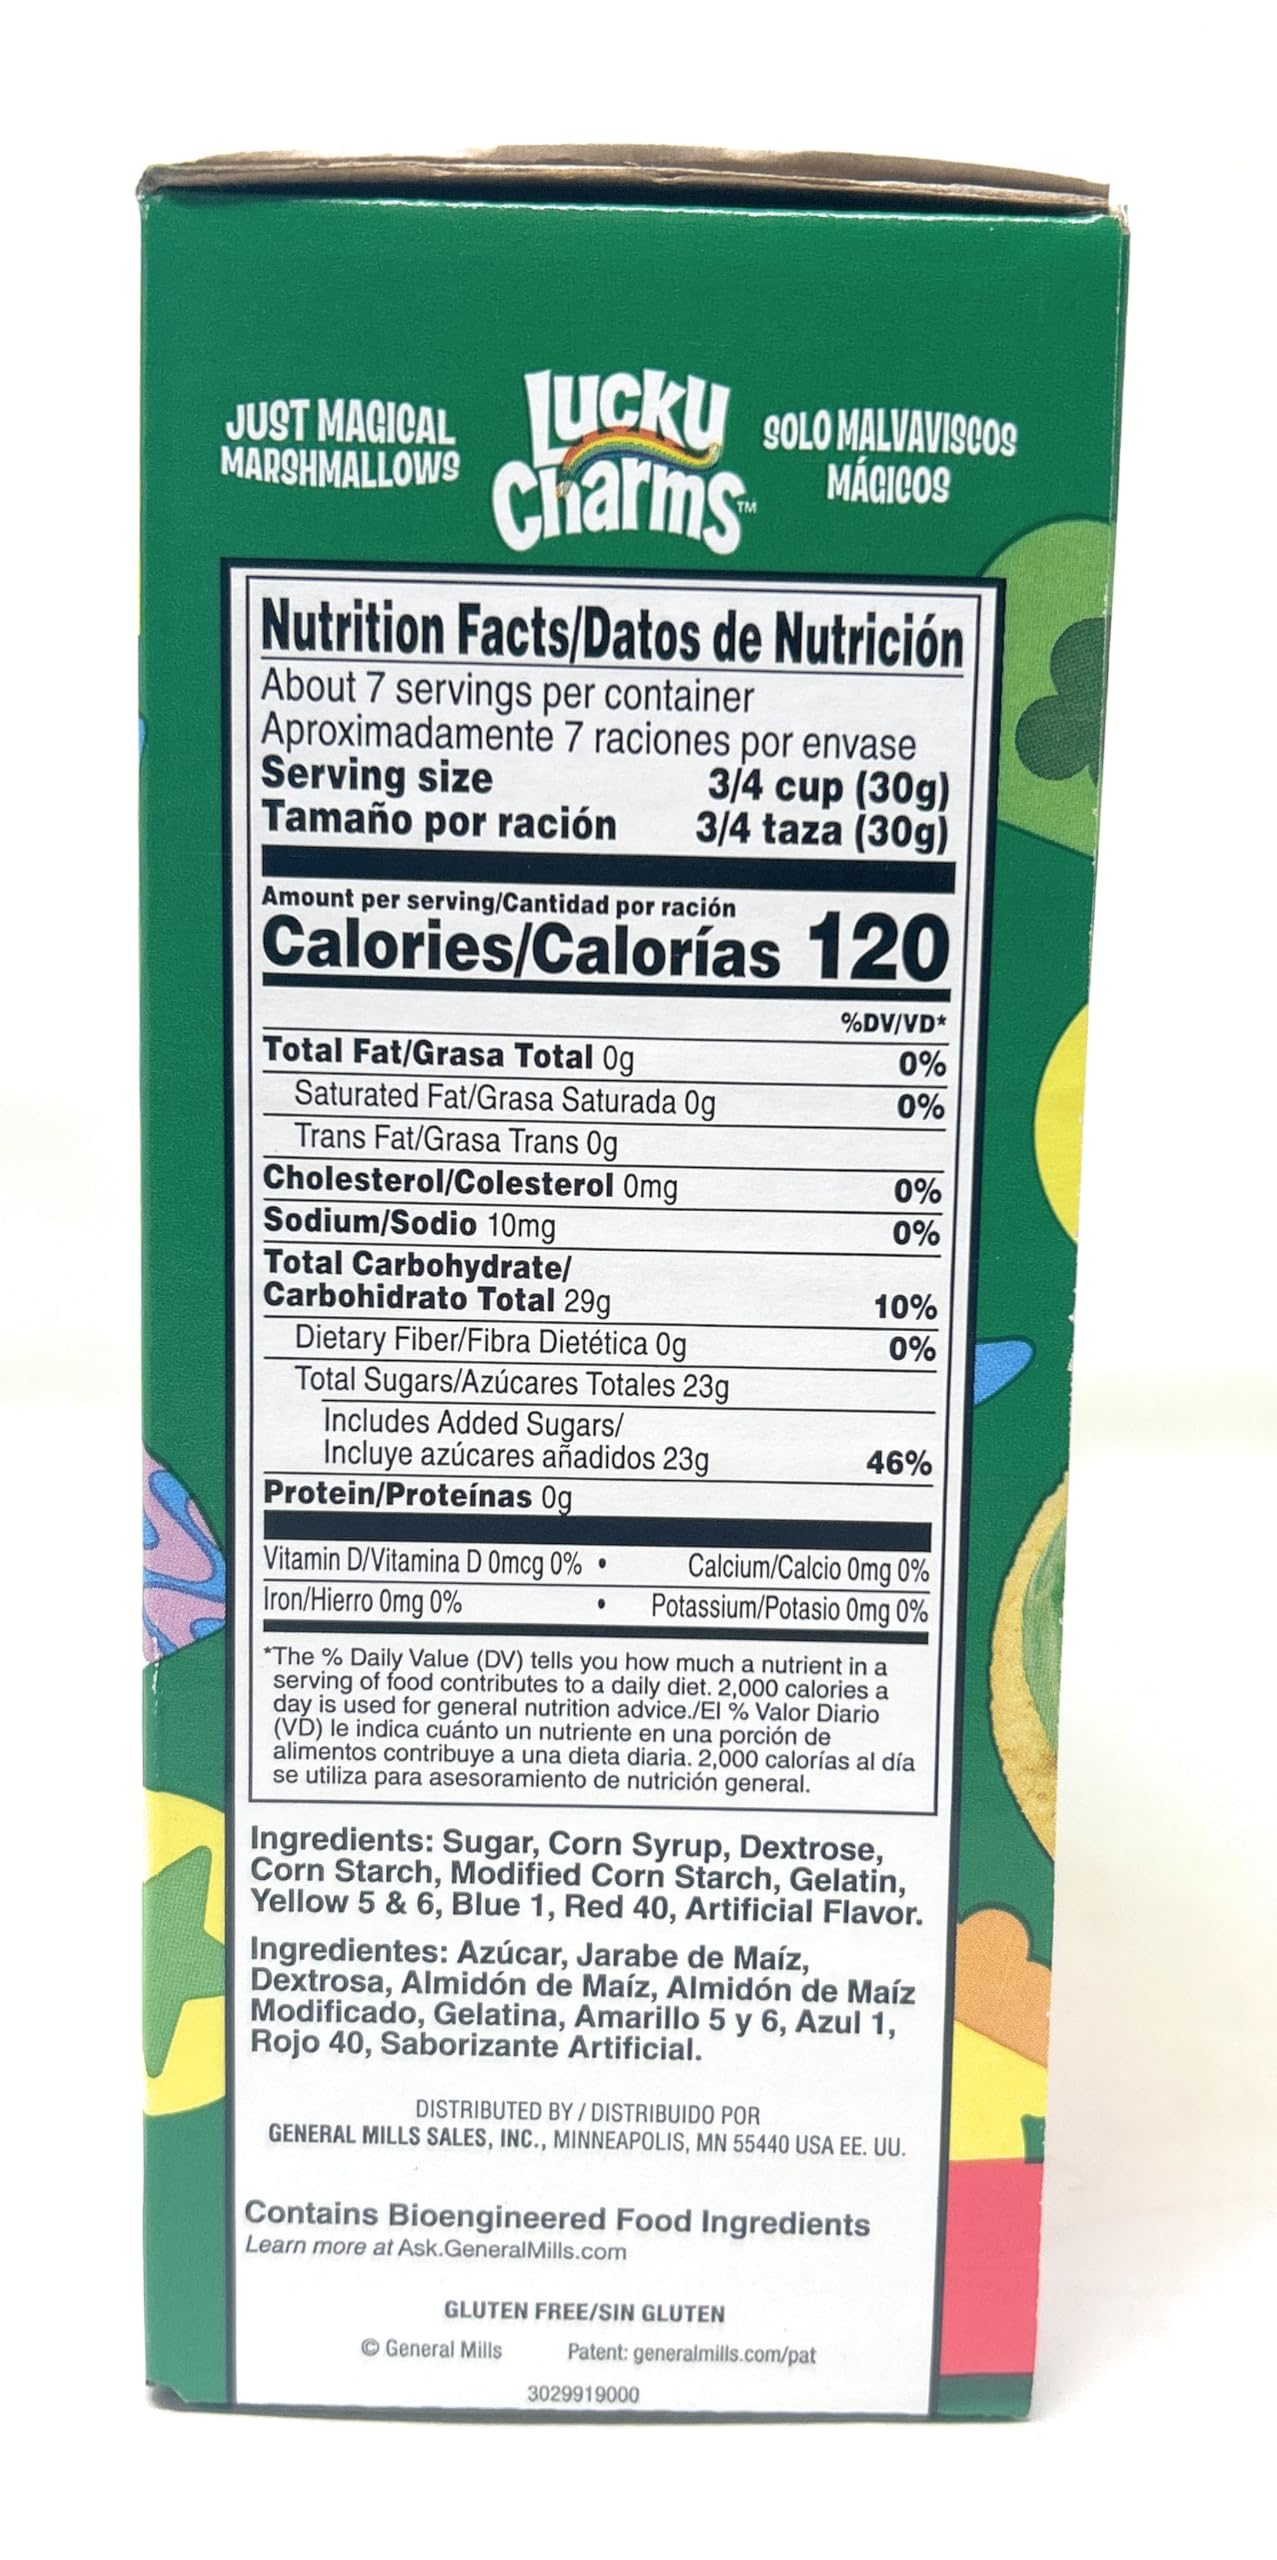 JUST MAGICAL
MARSHMALLOWS
Lucky
Charms™
SOLO MALVAVISCOS
MÁGICOS
Nutrition Facts/Datos de Nutrición
About 7 servings per container
Aproximadamente 7 raciones por envase
Serving size 3/4 cup (30g)
Tamaño por ración 3/4 taza (30g)
Amount per serving/Cantidad por ración
Calories/Calorías 120
%DV/VD*
Total Fat/Grasa Total 0g 0%
Saturated Fat/Grasa Saturada 0g 0%
Trans Fat/Grasa Trans 0g
Cholesterol/Colesterol 0mg 0%
Sodium/Sodio 10mg 0%
Total Carbohydrate/
Carbohidrato Total 29g 10%
Dietary Fiber/Fibra Dietética 0g 0%
Total Sugars/Azúcares Totales 23g
Includes Added Sugars/
Incluye azúcares añadidos 23g 46%
Protein/Proteínas 0g
Vitamin D/Vitamina D 0mcg 0% • Calcium/Calcio 0mg 0%
Iron/Hierro 0mg 0% • Potassium/Potasio 0mg 0%
*The % Daily Value (DV) tells you how much a nutrient in a
serving of food contributes to a daily diet. 2,000 calories a
day is used for general nutrition advice./El % Valor Diario
(VD) le indica cuánto un nutriente en una porción de
alimentos contribuye a una dieta diaria. 2,000 calorías al día
se utiliza para asesoramiento de nutrición general.
Ingredients: Sugar, Corn Syrup, Dextrose,
Corn Starch, Modified Corn Starch, Gelatin,
Yellow 5 & 6, Blue 1, Red 40, Artificial Flavor.
Ingredientes: Azúcar, Jarabe de Maíz,
Dextrosa, Almidón de Maíz, Almidón de Maíz
Modificado, Gelatina, Amarillo 5 y 6, Azul 1,
Rojo 40, Saborizante Artificial.
DISTRIBUTED BY / DISTRIBUIDO POR
GENERAL MILLS SALES, INC., MINNEAPOLIS, MN 55440 USA EE. UU.
Contains Bioengineered Food Ingredients
Learn more at Ask.GeneralMills.com
GLUTEN FREE/SIN GLUTEN
© General Mills Patent: generalmills.com/pat
3029919000